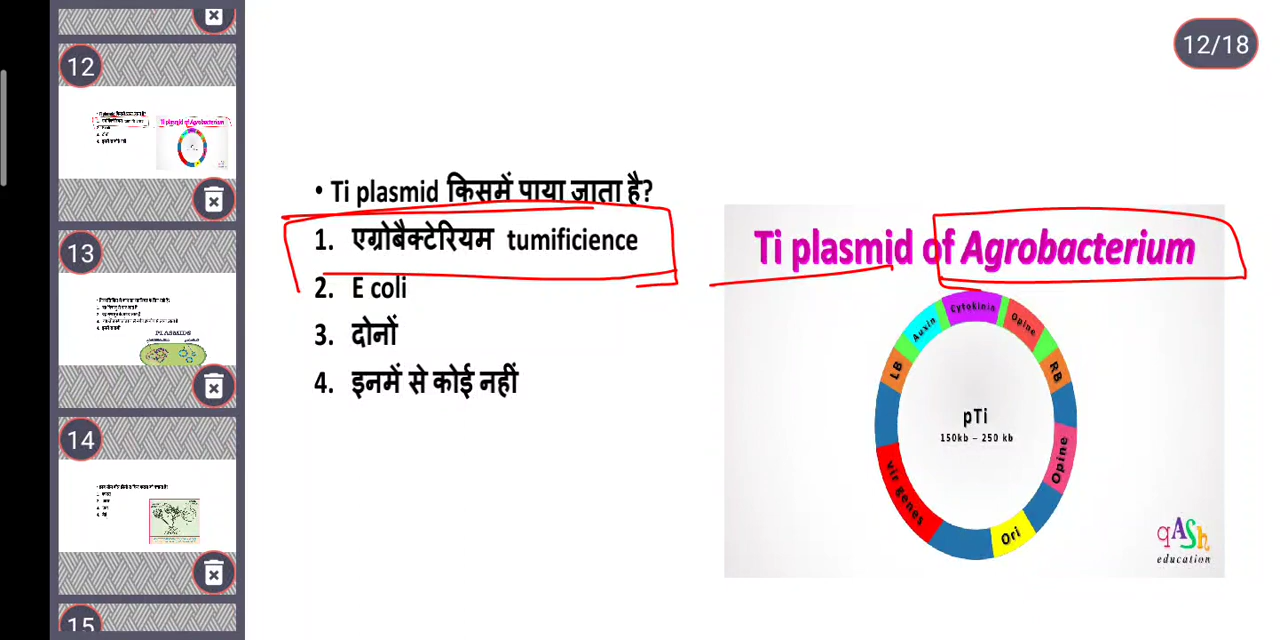 12
13
PLASMIDS
14
15
12/18
• Ti plasmid किसमें पाया जाता है?
1. एग्रोबैक्टेरियम tumificience
2. E coli
3. दोनों
4. इनमें से कोई नहीं
Ti plasmid of Agrobacterium
Auxin
Cytokinin
Opine
LB
RB
pTi
150kb – 250 kb
Opine
vir genes
Ori
qASh
education